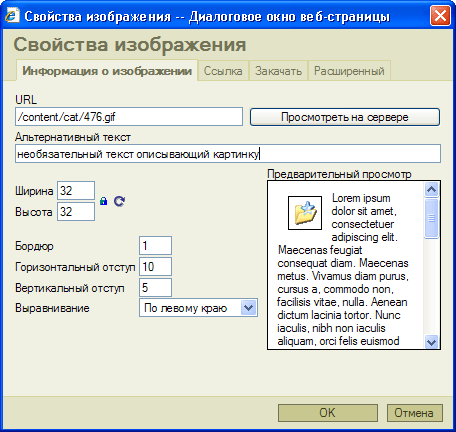 Свойства изображения -- Диалоговое окно веб-страницы
Свойства изображения
Информация о изображении Ссылка Закачать Расширенный
URL
/content/cat/476.gif Просмотреть на сервере
Альтернативный текст
необязательный текст описывающий картинку
Предварительный просмотр
Ширина 32
Высота 32
Бордюр 1
Горизонтальный отступ 10
Вертикальный отступ 5
Выравнивание По левому краю
Lorem ipsum
dolor sit amet,
consectetuer
adipiscing elit.
Maecenas feugiat
consequat diam. Maecenas
metus. Vivamus diam purus,
cursus a, commodo non,
facilisis vitae, nulla. Aenean
dictum lacinia tortor. Nunc
iaculis, nibh non iaculis
aliquam, orci felis euismod
OK Отмена